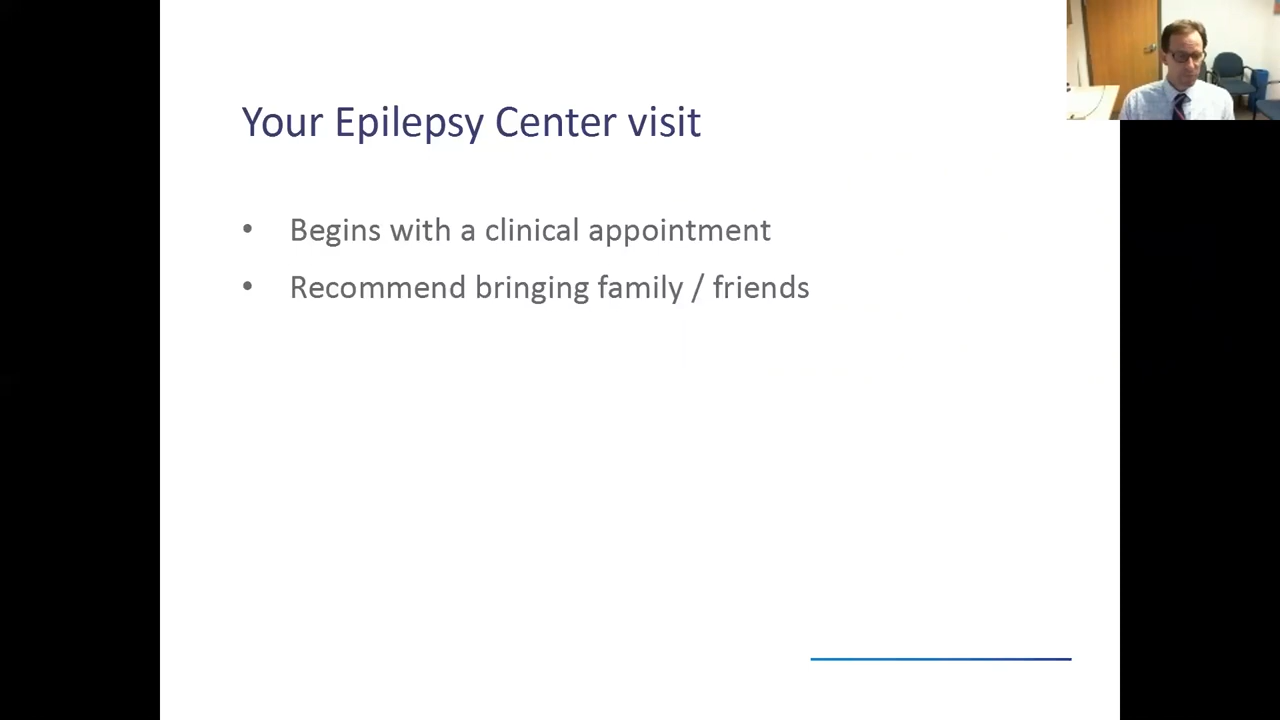 Your Epilepsy Center visit
• Begins with a clinical appointment
• Recommend bringing family / friends